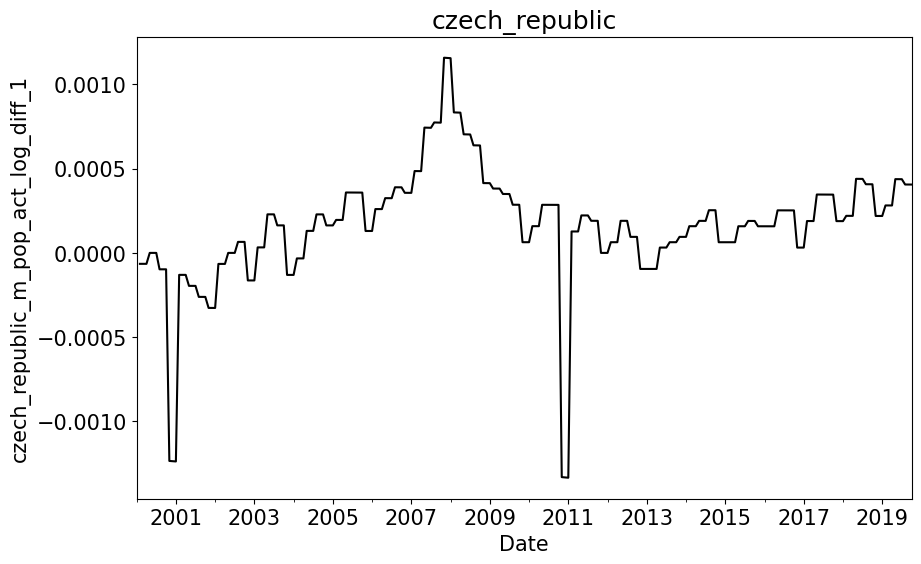 czech_republic
czech_republic_m_pop_act_log_diff_1
0.0010
0.0005
0.0000
−0.0005
−0.0010
2001 2003 2005 2007 2009 2011 2013 2015 2017 2019
Date